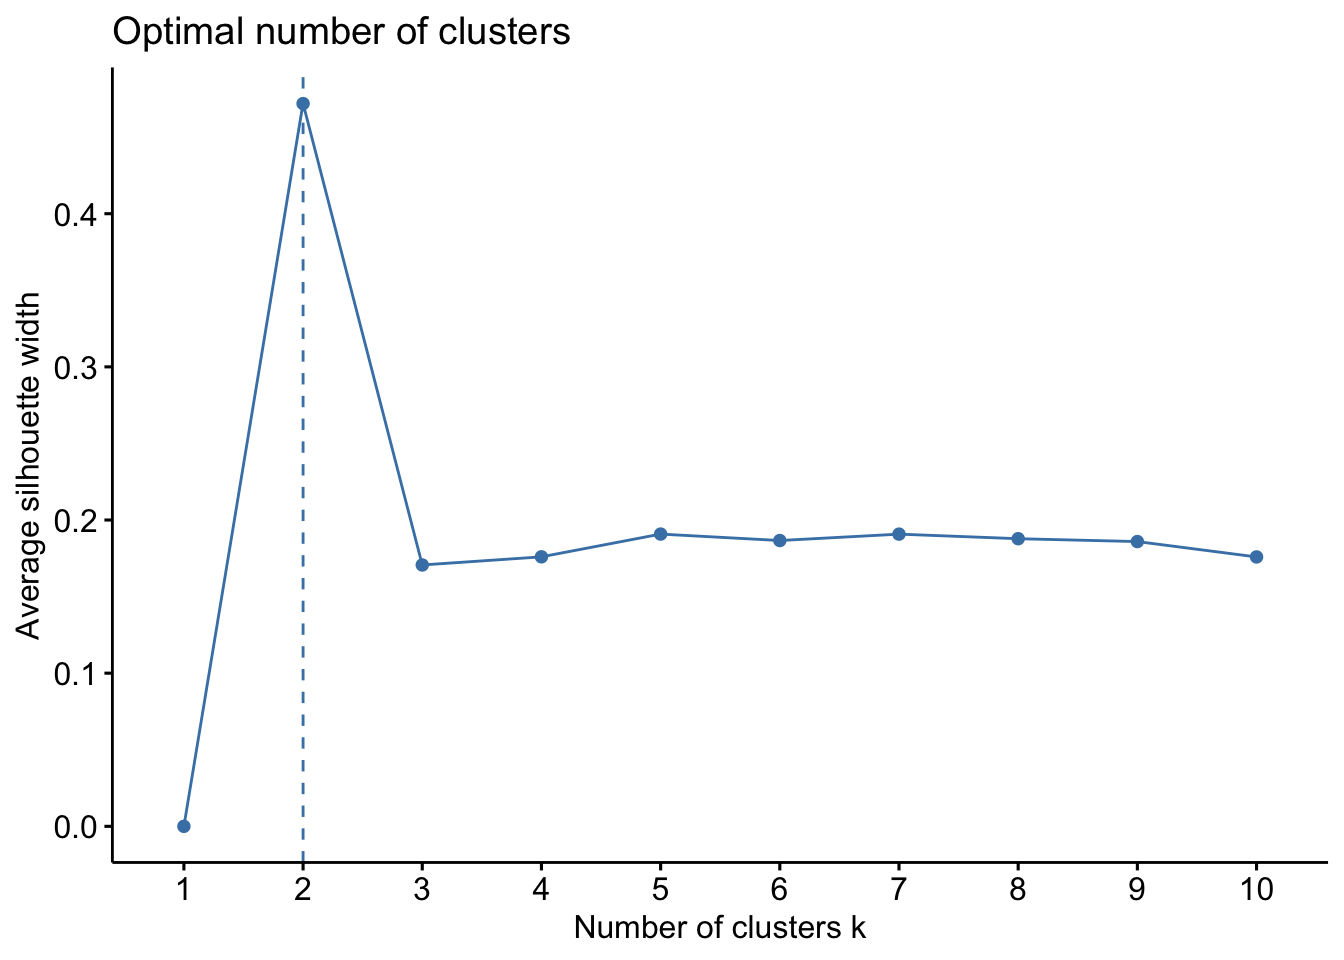 Optimal number of clusters
Average silhouette width
0.4
0.3
0.2
0.1
0.0
1 2 3 4 5 6 7 8 9 10
Number of clusters k